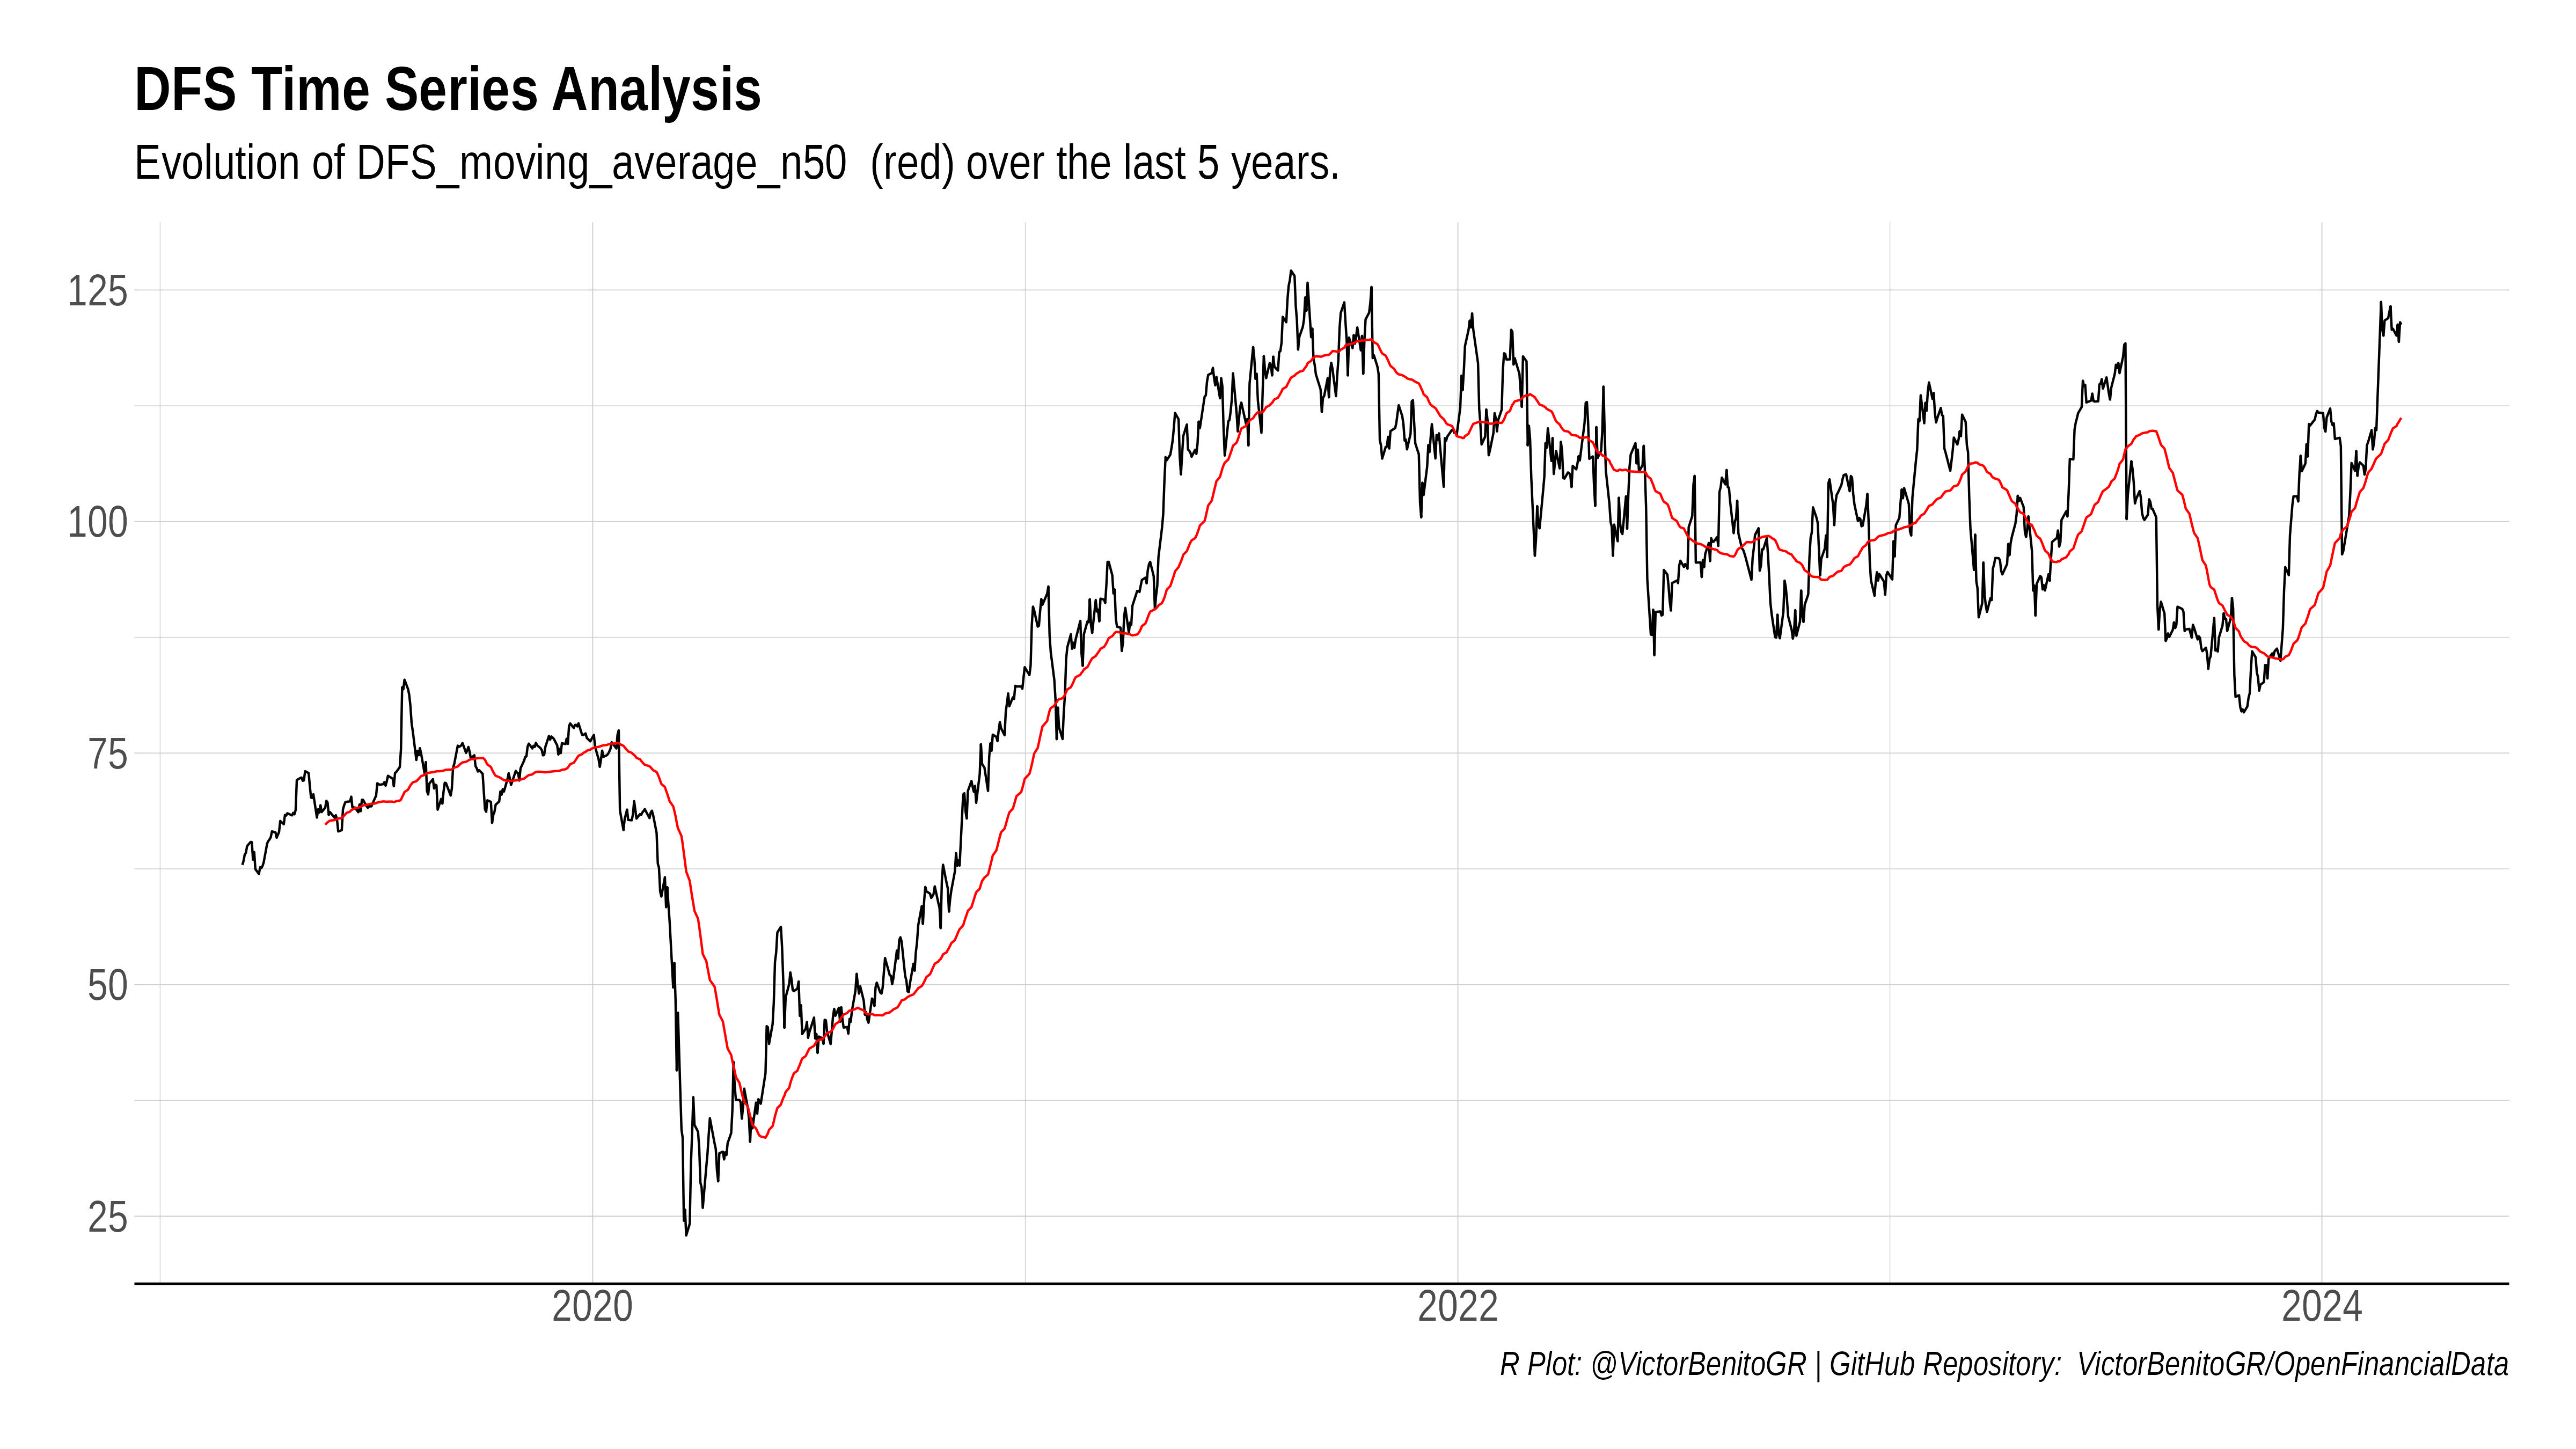 DFS Time Series Analysis
Evolution of DFS_moving_average_n50  (red) over the last 5 years.
125
100
75
50
25
2020
2022
2024
R Plot: @VictorBenitoGR | GitHub Repository:  VictorBenitoGR/OpenFinancialData